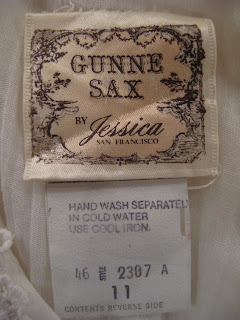 GUNNE
SAX
BY Jessica
SAN FRANCISCO
HAND WASH SEPARATEL
IN COLD WATER
USE COOL IRON.
46 2307 A
11
CONTENTS REVERSE SIDE